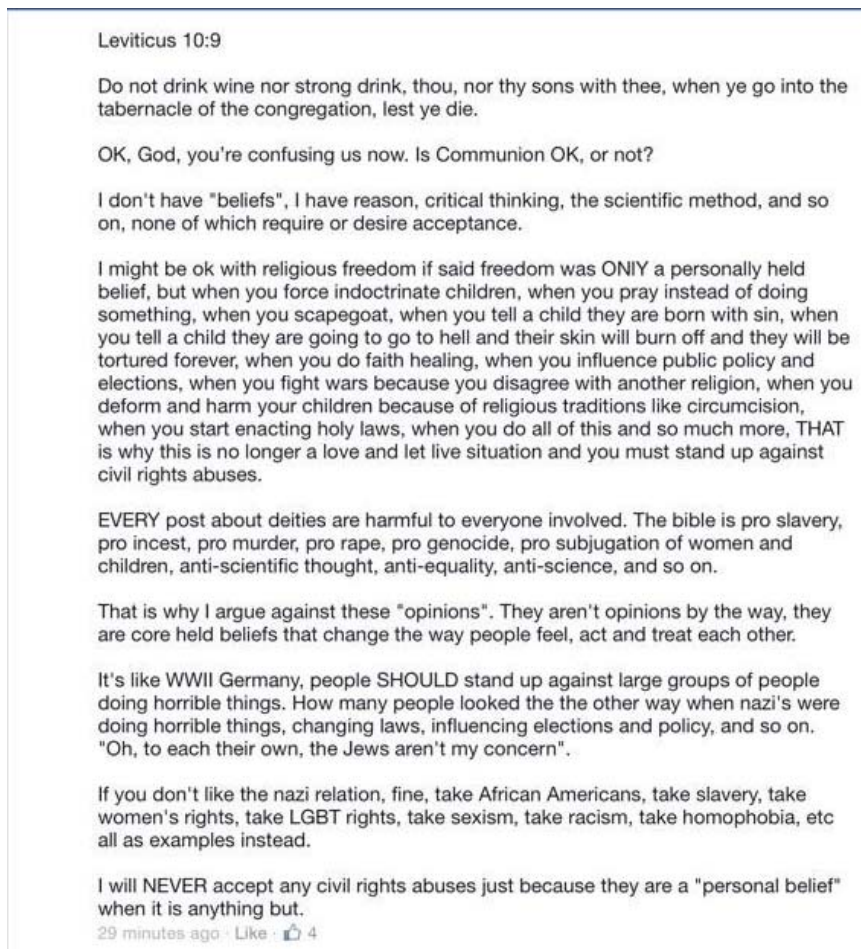 Leviticus 10:9
Do not drink wine nor strong drink, thou, nor thy sons with thee, when ye go into the
tabernacle of the congregation, lest ye die.
OK, God, you're confusing us now. Is Communion OK, or not?
I don't have "beliefs", I have reason, critical thinking, the scientific method, and so
on, none of which require or desire acceptance.
I might be ok with religious freedom if said freedom was ONlY a personally held
belief, but when you force indoctrinate children, when you pray instead of doing
something, when you scapegoat, when you tell a child they are born with sin, when
you tell a child they are going to go to hell and their skin will burn off and they will be
tortured forever, when you do faith healing, when you influence public policy and
elections, when you fight wars because you disagree with another religion, when you
deform and harm your children because of religious traditions like circumcision,
when you start enacting holy laws, when you do all of this and so much more, THAT
is why this is no longer a love and let live situation and you must stand up against
civil rights abuses.
EVERY post about deities are harmful to everyone involved. The bible is pro slavery,
pro incest, pro murder, pro rape, pro genocide, pro subjugation of women and
children, anti-scientific thought, anti-equality, anti-science, and so on.
That is why I argue against these "opinions". They aren't opinions by the way, they
are core held beliefs that change the way people feel, act and treat each other.
It's like WWII Germany, people SHOULD stand up against large groups of people
doing horrible things. How many people looked the the other way when nazi's were
doing horrible things, changing laws, influencing elections and policy, and so on.
"Oh, to each their own, the Jews aren't my concern".
If you don't like the nazi relation, fine, take African Americans, take slavery, take
women's rights, take LGBT rights, take sexism, take racism, take homophobia, etc
all as examples instead.
I will NEVER accept any civil rights abuses just because they are a "personal belief"
when it is anything but.
29 minutes ago · Like · 4